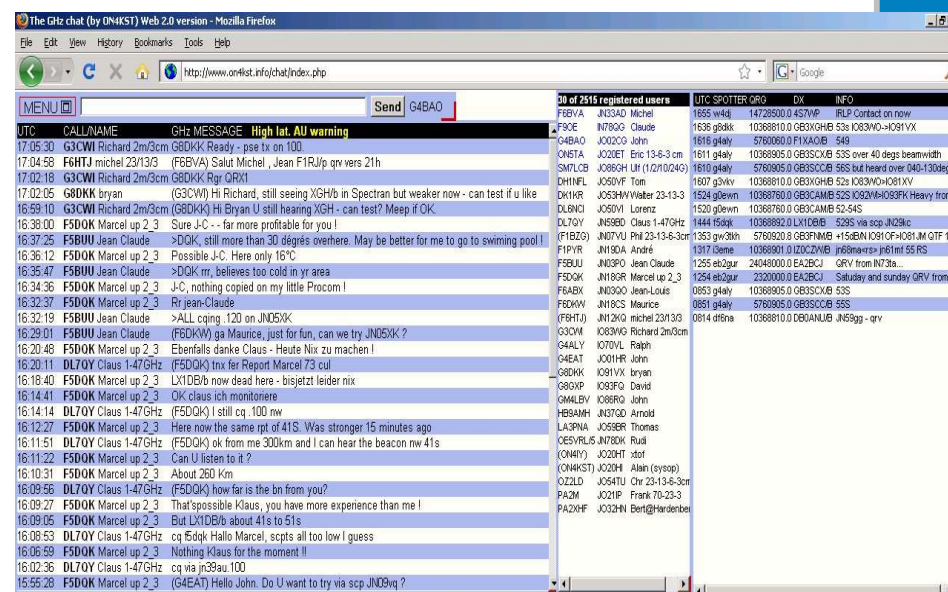 The GHz chat (by ON4KST) Web 2.0 version - Mozilla Firefox
File Edit View History Bookmarks Tools Help
http://www.on4kst.info/chat/index.php
Google
MENU Send G4BAO
UTC CALL/NAME GHz MESSAGE High lat. AU warning
17:05:30 G3CWI Richard 2m/3cm G8DKK Ready - pse tx on 100.
17:04:58 F6HTJ michel 23/13/3 (F6BVA) Salut Michel , Jean F1RJ/p qrv vers 21h
17:02:18 G3CWI Richard 2m/3cm G8DKK Rgr QRX1
17:02:05 G8DKK bryan (G3CWI) Hi Richard, still seeing XGH/b in Spectran but weaker now - can test if u like
16:59:10 G3CWI Richard 2m/3cm (G8DKK) Hi Bryan U still hearing XGH - can test? Meep if OK.
16:38:00 F5DQK Marcel up 2_3 Sure J-C - - far more profitable for you !
16:37:25 F5BUU Jean Claude >DQK, still more than 30 dégrés overhere. May be better for me to go to swiming pool !
16:36:12 F5DQK Marcel up 2_3 Possible J-C. Here only 16°C
16:35:47 F5BUU Jean Claude >DQK rrr, believes too cold in yr area
16:34:36 F5DQK Marcel up 2_3 J-C, nothing copied on my little Procom !
16:32:37 F5DQK Marcel up 2_3 Rr jean-Claude
16:32:19 F5BUU Jean Claude >ALL cqing .120 on JN05XK
16:29:01 F5BUU Jean Claude (F6DKW) ga Maurice, just for fun, can we try JN05XK ?
16:20:48 F5DQK Marcel up 2_3 Ebenfalls danke Claus - Heute Nix zu machen !
16:20:11 DL7QY Claus 1-47GHz (F5DQK) tnx fer Report Marcel 73 cul
16:18:40 F5DQK Marcel up 2_3 LX1DB/b now dead here - bisjetzt leider nix
16:14:41 F5DQK Marcel up 2_3 OK claus ich monitoriere
16:14:14 DL7QY Claus 1-47GHz (F5DQK) I still cq .100 nw
16:12:27 F5DQK Marcel up 2_3 Here now the same rpt of 41S. Was stronger 15 minutes ago
16:11:51 DL7QY Claus 1-47GHz (F5DQK) ok from me 300km and I can hear the beacon nw 41s
16:11:22 F5DQK Marcel up 2_3 Can U listen to it ?
16:10:31 F5DQK Marcel up 2_3 About 260 Km
16:09:56 DL7QY Claus 1-47GHz (F5DQK) how far is the bn from you?
16:09:27 F5DQK Marcel up 2_3 That'spossible Klaus, you have more experience than me !
16:09:05 F5DQK Marcel up 2_3 But LX1DB/b about 41s to 51s
16:08:53 DL7QY Claus 1-47GHz cq f5dqk Hallo Marcel, scpts all too low I guess
16:06:59 F5DQK Marcel up 2_3 Nothing Klaus for the moment !!
16:02:36 DL7QY Claus 1-47GHz cq via jn39au.100
15:55:28 F5DQK Marcel up 2_3 (G4EAT) Hello John. Do U want to try via scp JN09vq ?
30 of 2515 registered users
F6BVA JN33AD Michel
F9OE IN78QG Claude
G4BAO JO02CG John
ON5TA JO20ET Eric 13-6-3 cm
SM7LCB JO86GH Ulf (1/2/10/24G)
DH1NFL JO50VF Tom
DK1KR JO53HW Walter 23-13-3
DL6NCI JO50VI Lorenz
DL7QY JN59BD Claus 1-47GHz
(F1BZG) JN07VU Phil 23-13-6-3cm
F1PYR JN19DA André
F5BUU JN03PO Jean Claude
F5DQK JN18GR Marcel up 2_3
F6ABX JN03QO Jean-Louis
F6DKW JN18CS Maurice
(F6HTJ) JN12KQ michel 23/13/3
G3CWI IO83WG Richard 2m/3cm
G4ALY IO70VL Ralph
G4EAT JO01HR John
G8DKK IO91VX bryan
G8GXP IO93FQ David
GM4LBV IO86RQ John
HB9AMH JN37GD Arnold
LA3PNA JO59BR Thomas
OE5VRL/5 JN78DK Rudi
(ON4IY) JO20HT xtof
(ON4KST) JO20HI Alain (sysop)
OZ2LD JO54TU Chr 23-13-6-3cm
PA2M JO21IP Frank 70-23-3
PA2XHF JO32HN Bert@Hardenber
UTC SPOTTER QRG DX INFO
1655 w4dj 14728500.0 4S7WP IRLP Contact on now
1636 g8dkk 10368810.0 GB3XGH/B 53s IO83WO->IO91VX
1616 g4aly 5760060.0 F1XAO/B 549
1611 g4aly 10368905.0 GB3SCX/B 53S over 40 degs beamwidth
1608 g4aly 5760905.0 GB3SCC/B 56S but heard over 040-130deg
1607 g3vkv 10368810.0 GB3XGH/B 52s IO83WO>IO81XV
1524 g0ewn 10368760.0 GB3CAM/B IO92WI>IO93FK Heavy from
1520 g0ewn 10368760.0 GB3CAM/B 52-54S
1444 f5dqk 10368892.0 LX1DB/B 529S via scp JN29kc
1353 gw3tkh 5760920.0 GB3FNM/B
1317 i3eme 10368901.0 IZ0CZW/B jn68ma<rs> jn61mf 55 RS
1255 eb2gur 24048000.0 EA2BCJ QRV from IN73ta...
1254 eb2gur 2320000.0 EA2BCJ Satuday and sunday QRV from
0853 g4aly 10368905.0 GB3SCX/B 53S
0851 g4aly 5760905.0 GB3SCC/B 55S
0814 df6na 10368810.0 DB0ANU/B JN59gg - qrv